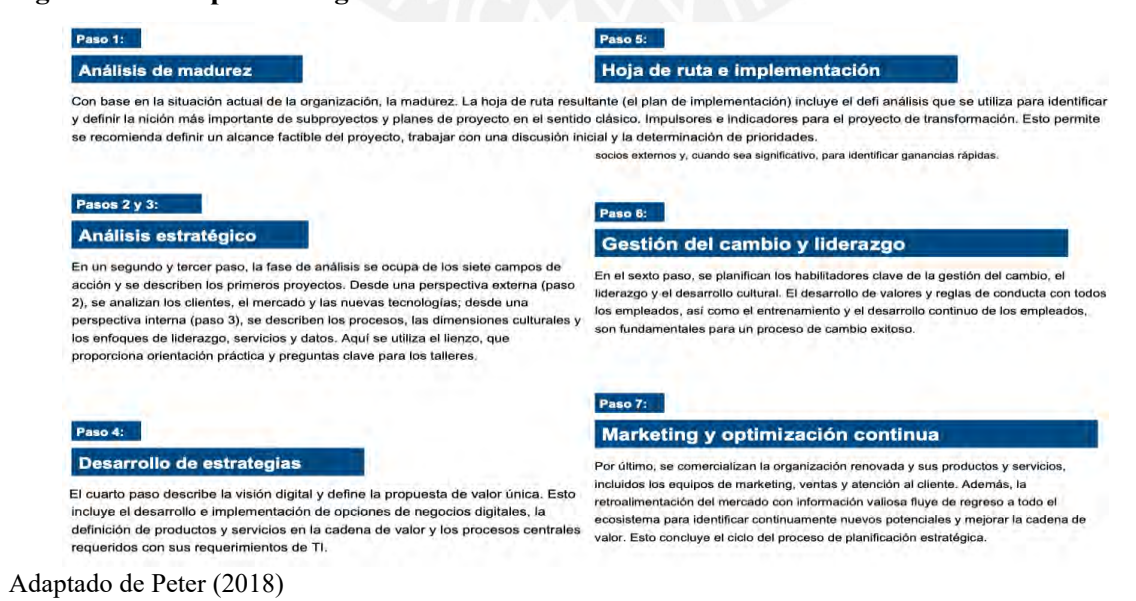 Paso 1:
Análisis de madurez
Paso 5:
Hoja de ruta e implementación
Con base en la situación actual de la organización, la madurez. La hoja de ruta resultante (el plan de implementación) incluye el defi análisis que se utiliza para identificar
y definir la nición más importante de subproyectos y planes de proyecto en el sentido clásico. Impulsores e indicadores para el proyecto de transformación. Esto permite
se recomienda definir un alcance factible del proyecto, trabajar con una discusión inicial y la determinación de prioridades.
socios externos y, cuando sea significativo, para identificar ganancias rápidas.
Pasos 2 y 3:
Análisis estratégico
En un segundo y tercer paso, la fase de análisis se ocupa de los siete campos de
acción y se describen los primeros proyectos. Desde una perspectiva externa (paso
2), se analizan los clientes, el mercado y las nuevas tecnologías; desde una
perspectiva interna (paso 3), se describen los procesos, las dimensiones culturales y
los enfoques de liderazgo, servicios y datos. Aquí se utiliza el lienzo, que
proporciona orientación práctica y preguntas clave para los talleres.
Paso 6:
Gestión del cambio y liderazgo
En el sexto paso, se planifican los habilitadores clave de la gestión del cambio, el
liderazgo y el desarrollo cultural. El desarrollo de valores y reglas de conducta con todos
los empleados, así como el entrenamiento y el desarrollo continuo de los empleados,
son fundamentales para un proceso de cambio exitoso.
Paso 4:
Desarrollo de estrategias
El cuarto paso describe la visión digital y define la propuesta de valor única. Esto
incluye el desarrollo e implementación de opciones de negocios digitales, la
definición de productos y servicios en la cadena de valor y los procesos centrales
requeridos con sus requerimientos de TI.
Paso 7:
Marketing y optimización continua
Por último, se comercializan la organización renovada y sus productos y servicios,
incluidos los equipos de marketing, ventas y atención al cliente. Además, la
retroalimentación del mercado con información valiosa fluye de regreso a todo el
ecosistema para identificar continuamente nuevos potenciales y mejorar la cadena de
valor. Esto concluye el ciclo del proceso de planificación estratégica.
Adaptado de Peter (2018)